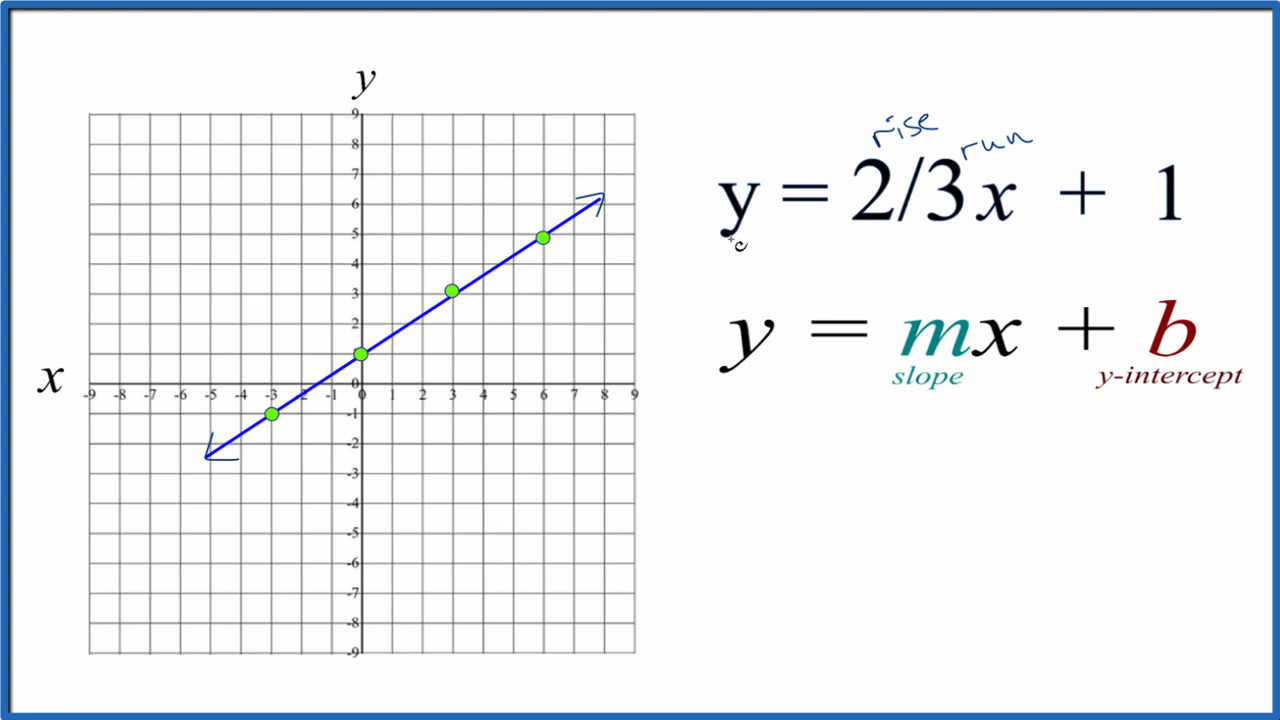 y
9
8
7
6
5
4
3
2
0
x
-9 -8 -7 -6 -5 -4 -3 -2 -1 0 1 2 3 4 5 6 7 8 9
-1
-2
-3
-4
-5
-6
-7
-8
-9
rise
run
y = 2/3x + 1
y = mx + b
slope
y-intercept